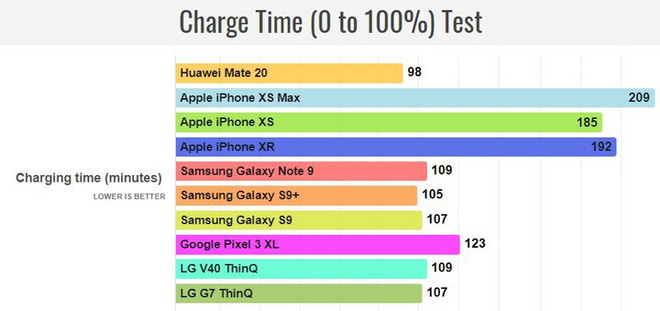 Charge Time (0 to 100%) Test
Huawei Mate 20 98
Apple iPhone XS Max 209
Apple iPhone XS 185
Apple iPhone XR 192
Charging time (minutes)
LOWER IS BETTER
Samsung Galaxy Note 9 109
Samsung Galaxy S9+ 105
Samsung Galaxy S9 107
Google Pixel 3 XL 123
LG V40 ThinQ 109
LG G7 ThinQ 107